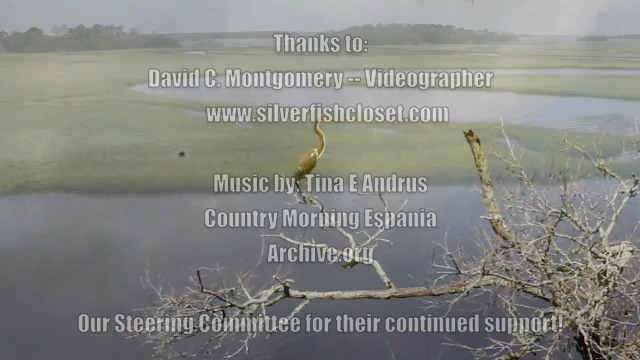 Thanks to:
David C. Montgomery -- Videographer
www.silverfishcloset.com
Music by: Tina E Andrus
Country Morning Espania
Archive.org
Our Steering Committee for their continued support!